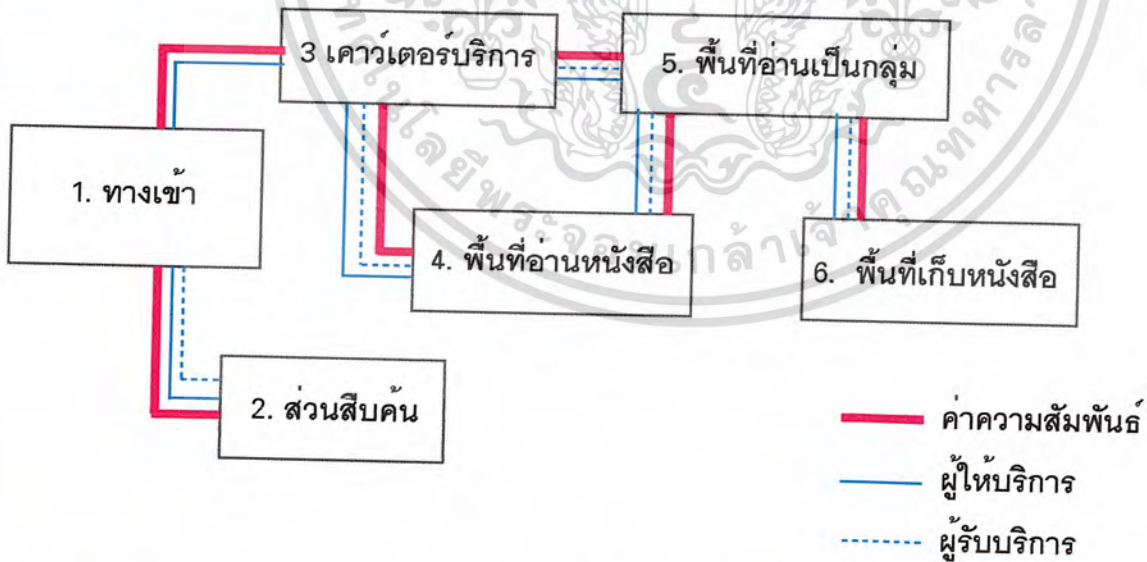 3 เคาว์เตอร์บริการ
5. พื้นที่อ่านเป็นกลุ่ม
1. ทางเข้า
4. พื้นที่อ่านหนังสือ
6. พื้นที่เก็บหนังสือ
2. ส่วนสืบค้น
ค่าความสัมพันธ์
ผู้ให้บริการ
ผู้รับบริการ